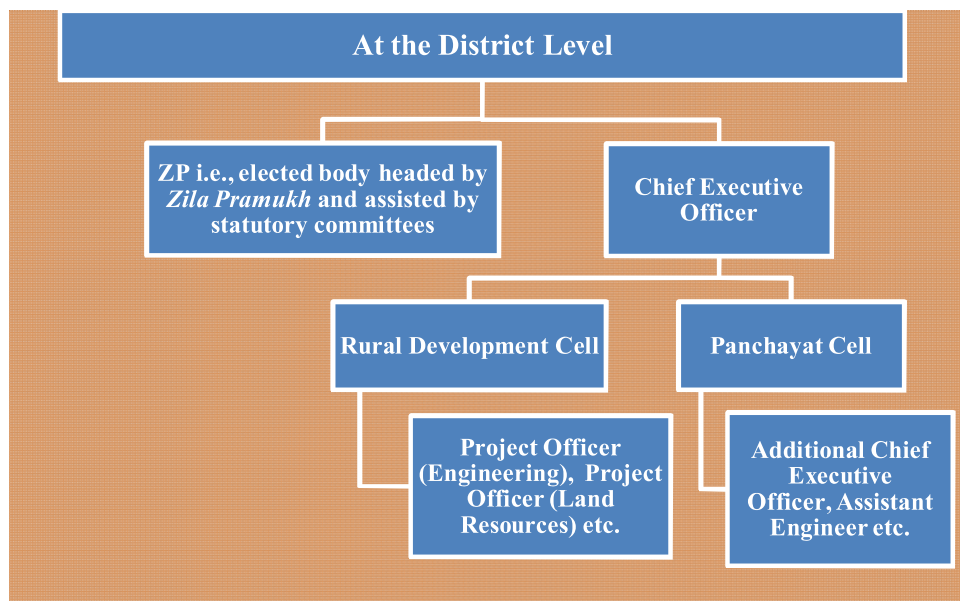 At the District Level
ZP i.e., elected body headed by
Zila Pramukh and assisted by
statutory committees
Chief Executive
Officer
Rural Development Cell
Panchayat Cell
Project Officer
(Engineering), Project
Officer (Land
Resources) etc.
Additional Chief
Executive
Officer, Assistant
Engineer etc.